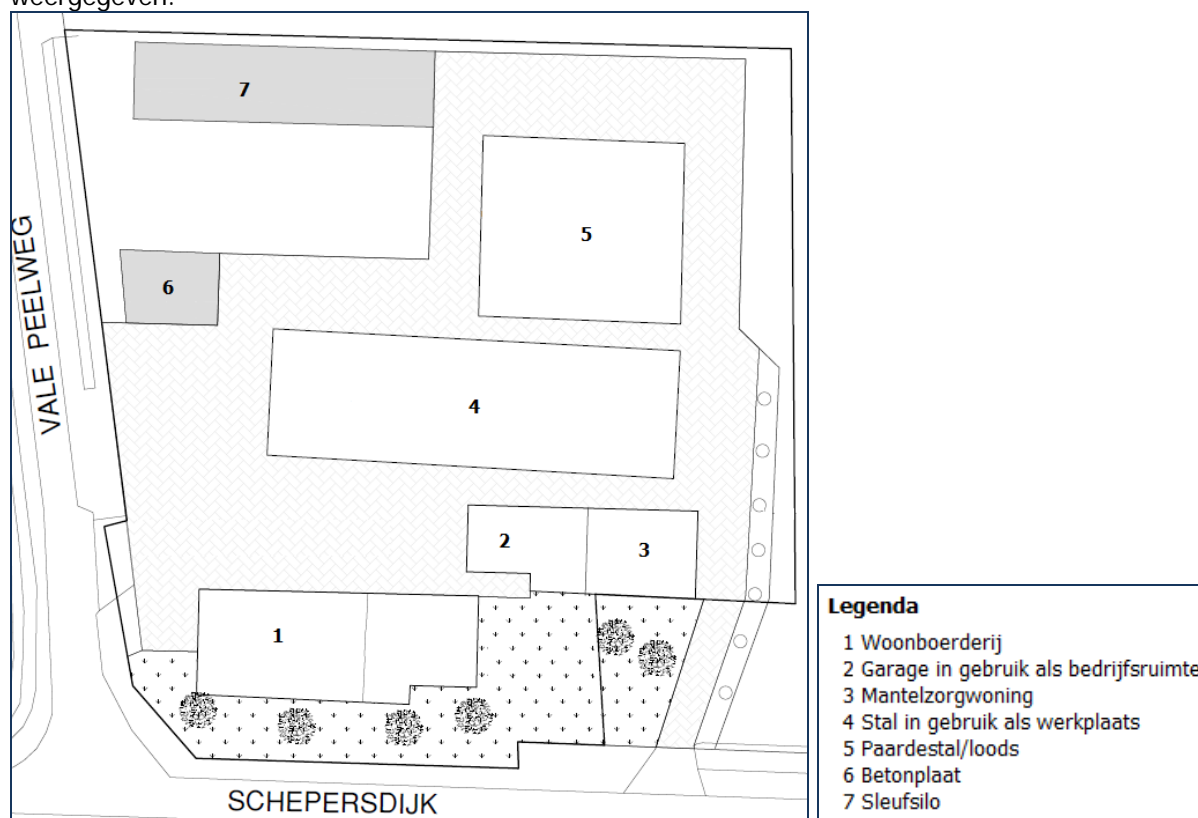 weergegeven.
7
5
6
VALE PEELWEG
4
2
3
1
SCHEPERSDIJK
Legenda
1 Woonboerderij
2 Garage in gebruik als bedrijfsruimte
3 Mantelzorgwoning
4 Stal in gebruik als werkplaats
5 Paardestal/loods
6 Betonplaat
7 Sleufsilo